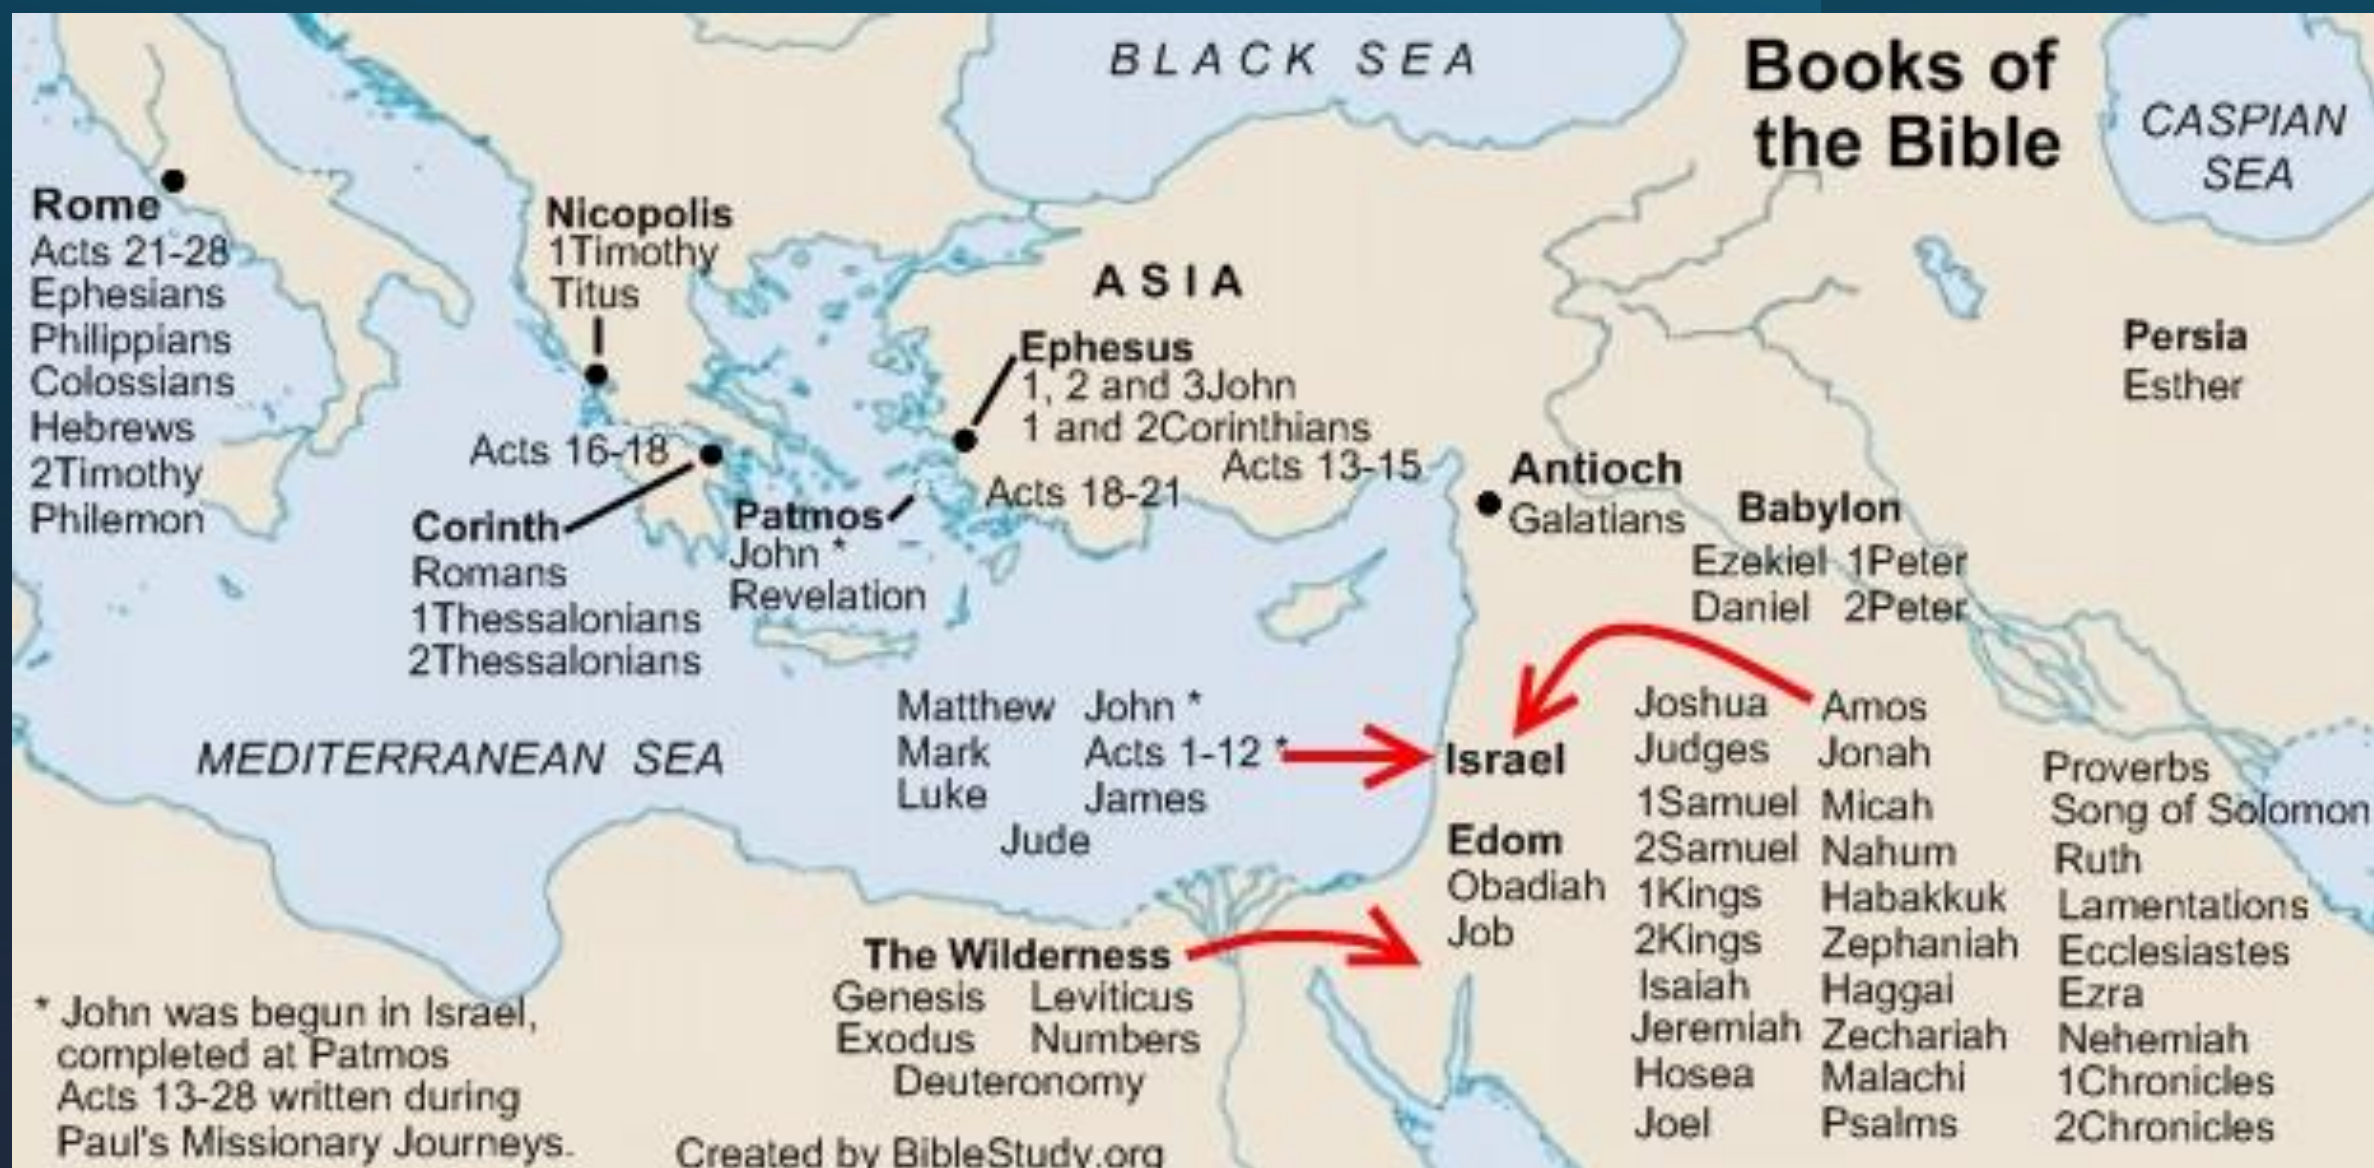 BLACK SEA
Books of
the Bible
CASPIAN
SEA
Rome
Acts 21-28
Ephesians
Philippians
Colossians
Hebrews
2Timothy
Philemon
Nicopolis
1Timothy
Titus
ASIA
Ephesus
1, 2 and 3John
1 and 2Corinthians
Acts 13-15
Acts 18-21
Persia
Esther
Acts 16-18
Corinth
Romans
1Thessalonians
2Thessalonians
Patmos
John *
Revelation
Antioch
Galatians
Babylon
Ezekiel 1Peter
Daniel 2Peter
MEDITERRANEAN SEA
Matthew John *
Mark Acts 1-12 *
Luke James
Jude
Israel
Edom
Obadiah
Job
Joshua
Judges
1Samuel
2Samuel
1Kings
2Kings
Isaiah
Jeremiah
Hosea
Joel
Amos
Jonah
Micah
Nahum
Habakkuk
Zephaniah
Haggai
Zechariah
Malachi
Psalms
Proverbs
Song of Solomon
Ruth
Lamentations
Ecclesiastes
Ezra
Nehemiah
1Chronicles
2Chronicles
The Wilderness
Genesis Leviticus
Exodus Numbers
Deuteronomy
* John was begun in Israel,
completed at Patmos
Acts 13-28 written during
Paul's Missionary Journeys.
Created by BibleStudy.org